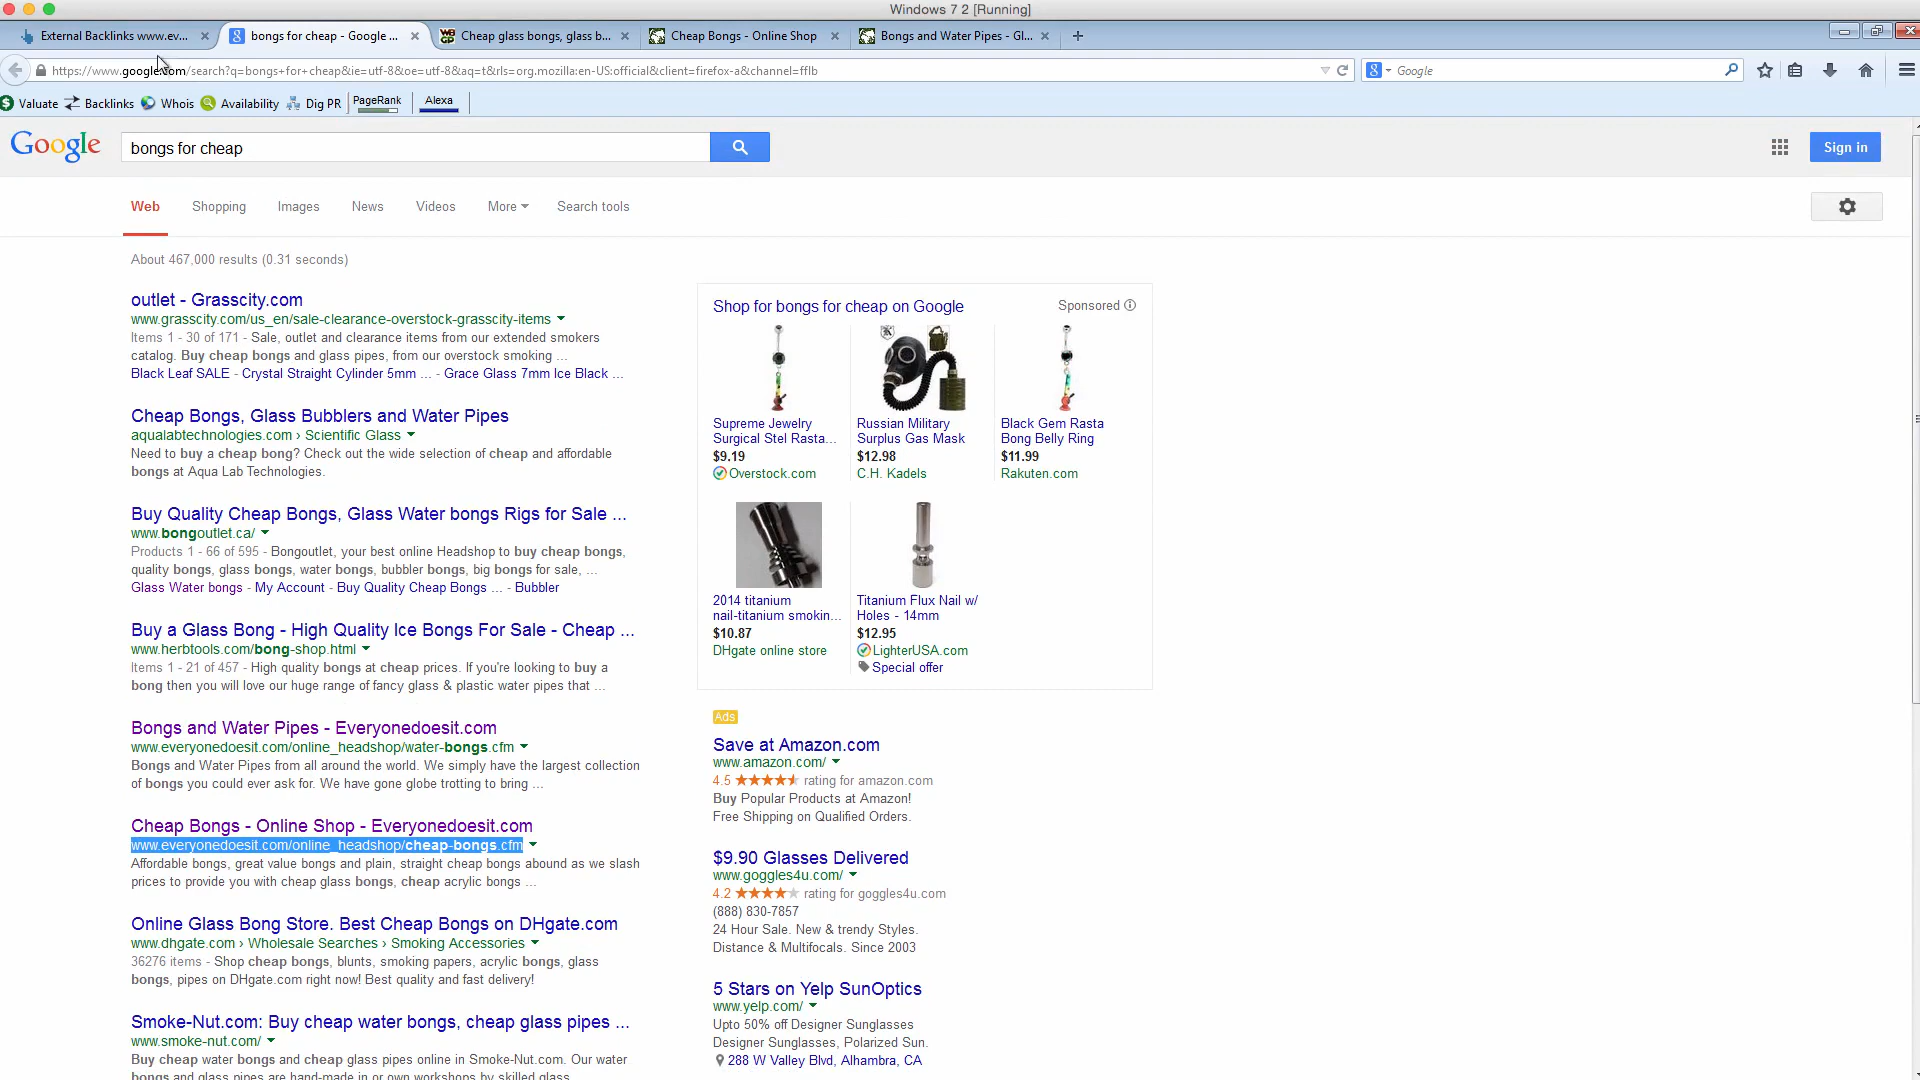 Windows 7 2 [Running]
External Backlinks www.ev...
bongs for cheap - Google ...
Cheap glass bongs, glass b...
Cheap Bongs - Online Shop
Bongs and Water Pipes - Gl...
https://www.google.com/search?q=bongs+for+cheap&ie=utf-8&oe=utf-8&aq=t&rls=org.mozilla:en-US:official&client=firefox-a&channel=fflb
Google
Valuate
Backlinks
Whois
Availability
Dig PR
PageRank
Alexa
Google
bongs for cheap
Sign in
Web
Shopping
Images
News
Videos
More
Search tools
About 467,000 results (0.31 seconds)
outlet - Grasscity.com
www.grasscity.com/us_en/sale-clearance-overstock-grasscity-items
Items 1 - 30 of 171 - Sale, outlet and clearance items from our extended smokers
catalog. Buy cheap bongs and glass pipes, from our overstock smoking ...
Black Leaf SALE - Crystal Straight Cylinder 5mm ... - Grace Glass 7mm Ice Black ...
Cheap Bongs, Glass Bubblers and Water Pipes
aqualabtechnologies.com › Scientific Glass
Need to buy a cheap bong? Check out the wide selection of cheap and affordable
bongs at Aqua Lab Technologies.
Buy Quality Cheap Bongs, Glass Water bongs Rigs for Sale ...
www.bongoutlet.ca/
Products 1 - 66 of 595 - Bongoutlet, your best online Headshop to buy cheap bongs,
quality bongs, glass bongs, water bongs, bubbler bongs, big bongs for sale, ...
Glass Water bongs - My Account - Buy Quality Cheap Bongs ... - Bubbler
Buy a Glass Bong - High Quality Ice Bongs For Sale - Cheap ...
www.herbtools.com/bong-shop.html
Items 1 - 21 of 457 - High quality bongs at cheap prices. If you're looking to buy a
bong then you will love our huge range of fancy glass & plastic water pipes that ...
Bongs and Water Pipes - Everyonedoesit.com
www.everyonedoesit.com/online_headshop/water-bongs.cfm
Bongs and Water Pipes from all around the world. We simply have the largest collection
of bongs you could ever ask for. We have gone globe trotting to bring ...
Cheap Bongs - Online Shop - Everyonedoesit.com
www.everyonedoesit.com/online_headshop/cheap-bongs.cfm
Affordable bongs, great value bongs and plain, straight cheap bongs abound as we slash
prices to provide you with cheap glass bongs, cheap acrylic bongs ...
Online Glass Bong Store. Best Cheap Bongs on DHgate.com
www.dhgate.com › Wholesale Searches › Smoking Accessories
36276 items - Shop cheap bongs, blunts, smoking papers, acrylic bongs, glass
bongs, pipes on DHgate.com right now! Best quality and fast delivery!
Smoke-Nut.com: Buy cheap water bongs, cheap glass pipes ...
www.smoke-nut.com/
Buy cheap water bongs and cheap glass pipes online in Smoke-Nut.com. Our water
bongs and glass pipes are hand-made in or own workshops by skilled glass
Shop for bongs for cheap on Google
Sponsored
Supreme Jewelry
Surgical Stel Rasta...
$9.19
Overstock.com
Russian Military
Surplus Gas Mask
$12.98
C.H. Kadels
Black Gem Rasta
Bong Belly Ring
$11.99
Rakuten.com
2014 titanium
nail-titanium smokin...
$10.87
DHgate online store
Titanium Flux Nail w/
Holes - 14mm
$12.95
LighterUSA.com
Special offer
Ads
Save at Amazon.com
www.amazon.com/
4.5 ★★★★★ rating for amazon.com
Buy Popular Products at Amazon!
Free Shipping on Qualified Orders.
$9.90 Glasses Delivered
www.goggles4u.com/
4.2 ★★★★★ rating for goggles4u.com
(888) 830-7857
24 Hour Sale. New & trendy Styles.
Distance & Multifocals. Since 2003
5 Stars on Yelp SunOptics
www.yelp.com/
Upto 50% off Designer Sunglasses
Designer Sunglasses, Polarized Sun.
288 W Valley Blvd, Alhambra, CA